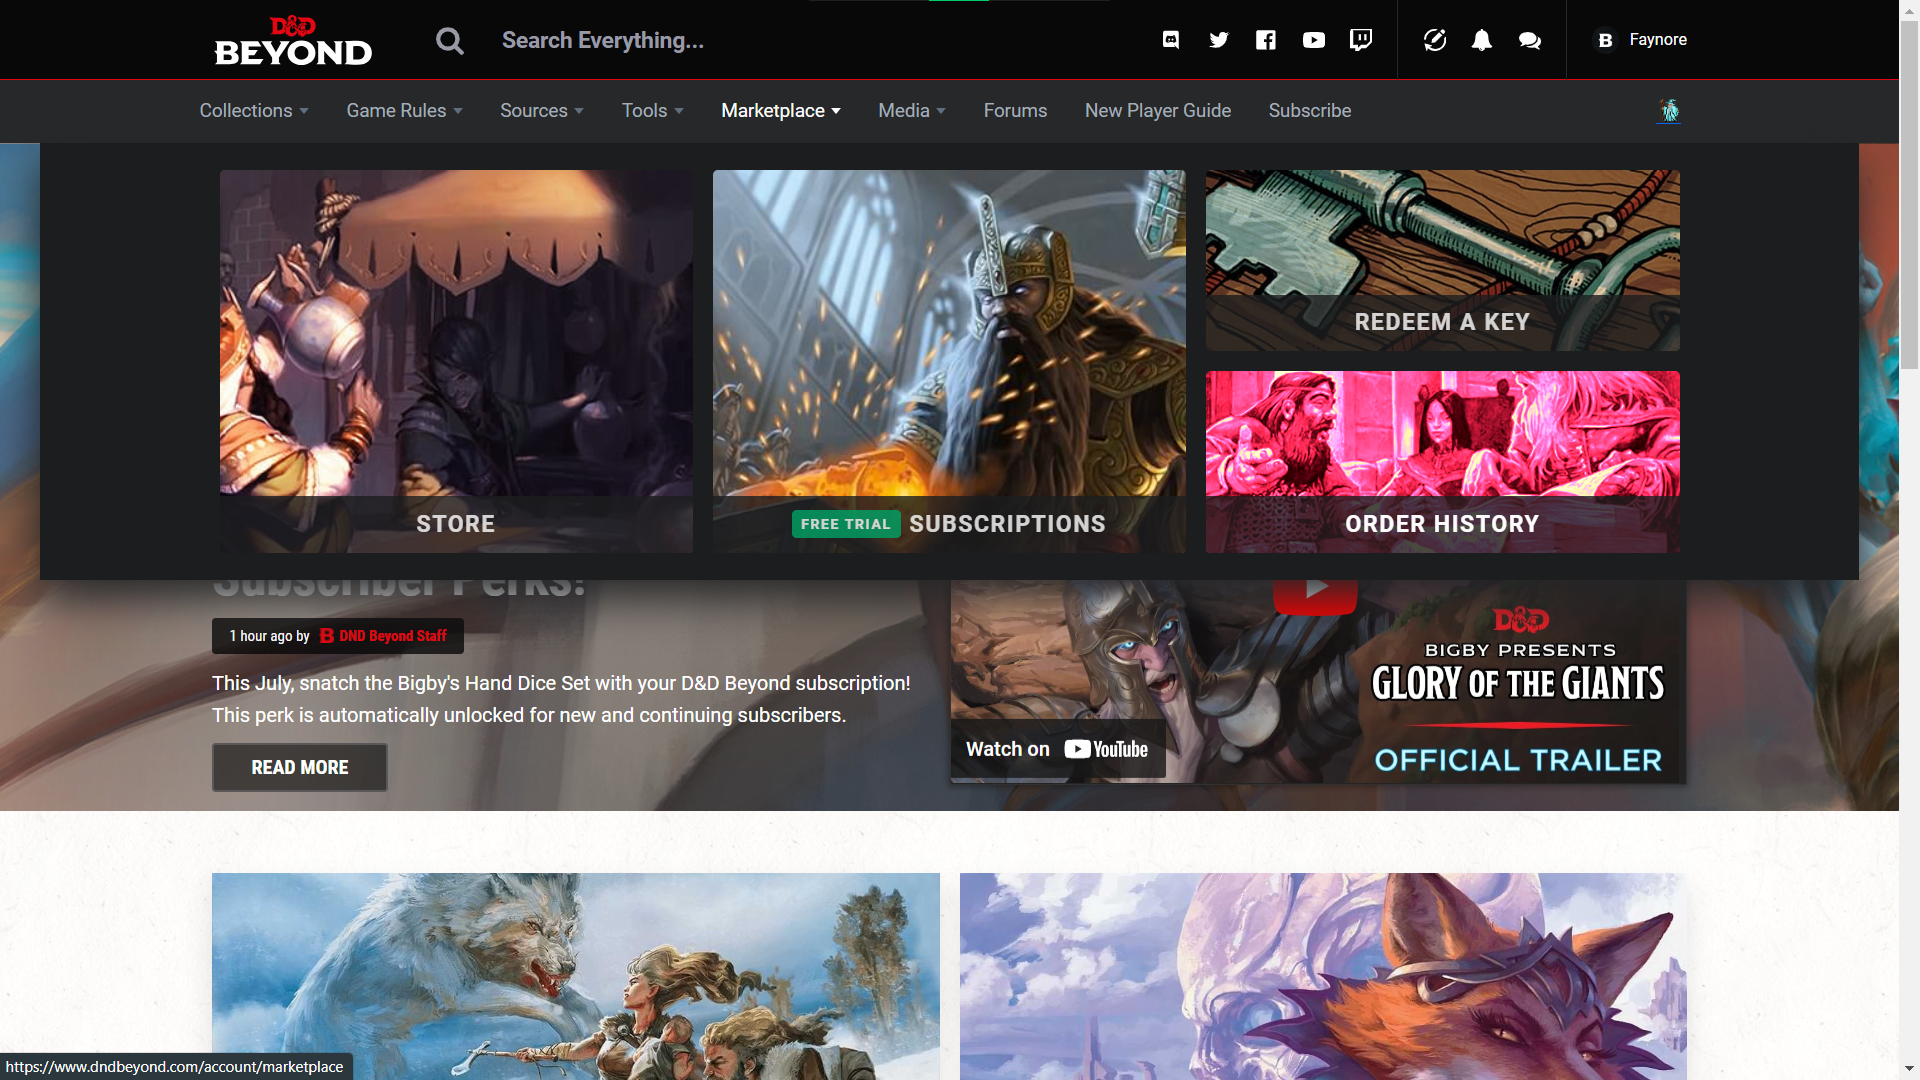 D&D
BEYOND
Search Everything...
B
Faynore
Collections
Game Rules
Sources
Tools
Marketplace
Media
Forums
New Player Guide
Subscribe
STORE
FREE TRIAL SUBSCRIPTIONS
REDEEM A KEY
ORDER HISTORY
Subscriber Perks!
1 hour ago by B DND Beyond Staff
This July, snatch the Bigby's Hand Dice Set with your D&D Beyond subscription!
This perk is automatically unlocked for new and continuing subscribers.
READ MORE
Watch on YouTube
D&D
BIGBY PRESENTS
GLORY OF THE GIANTS
OFFICIAL TRAILER
https://www.dndbeyond.com/account/marketplace